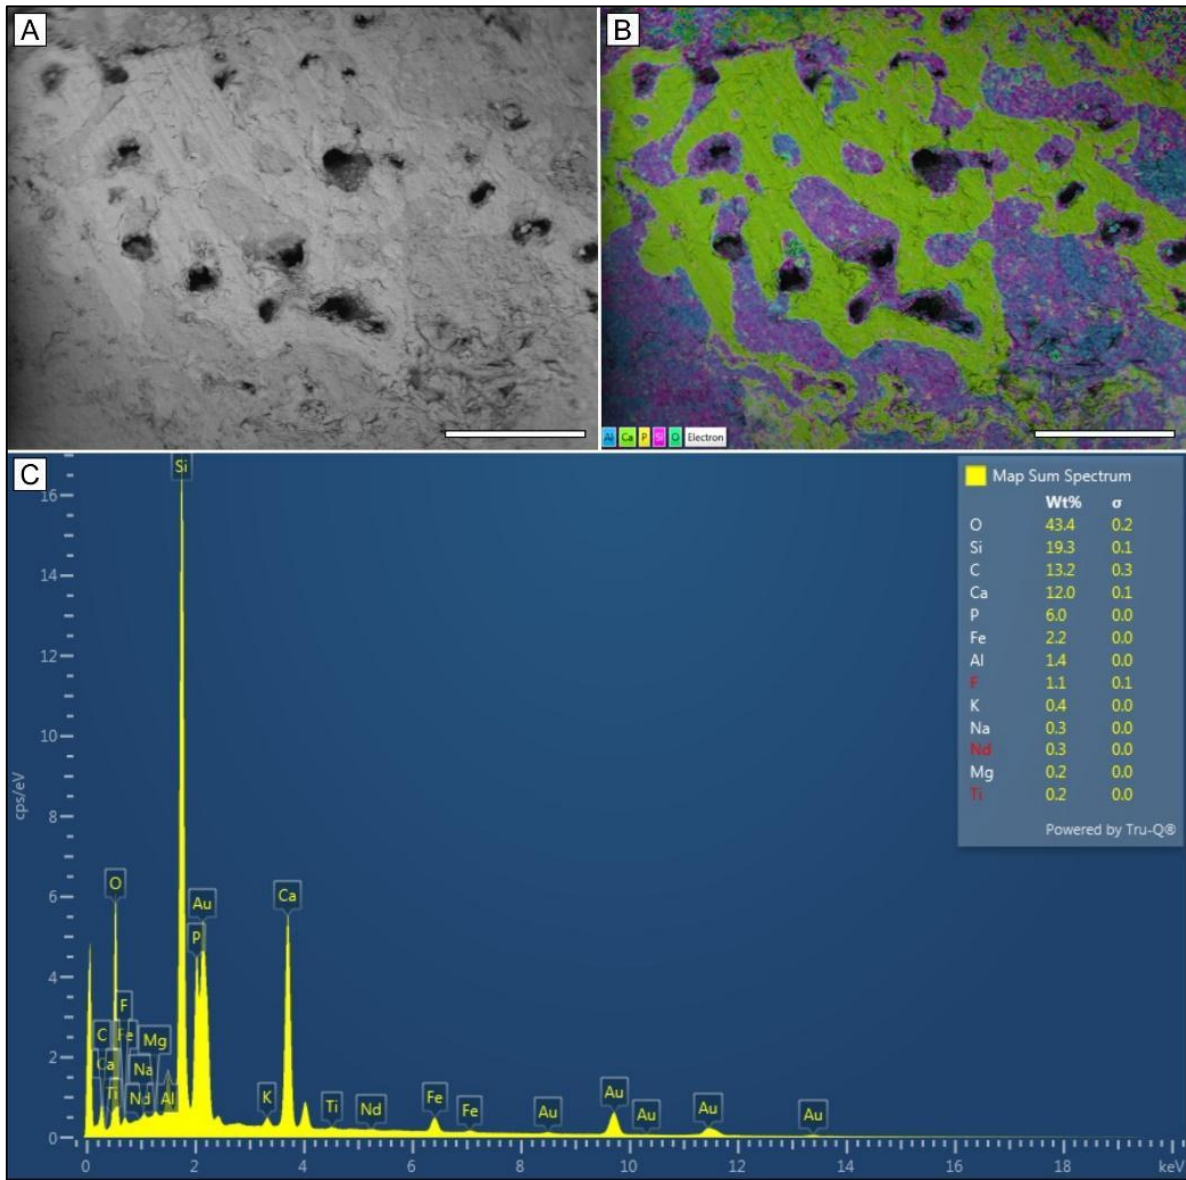 A
B
Al Ca P Si O Electron
C
Si
Map Sum Spectrum
Wt% σ
O 43.4 0.2
Si 19.3 0.1
C 13.2 0.3
Ca 12.0 0.1
P 6.0 0.0
Fe 2.2 0.0
Al 1.4 0.0
F 1.1 0.1
K 0.4 0.0
Na 0.3 0.0
Nd 0.3 0.0
Mg 0.2 0.0
Ti 0.2 0.0
Powered by Tru-Q®
16
14
12
10
cps/eV
8
6
4
2
0
O
Au
Ca
P
F
C Fe Mg
Ca Na
Ti Nd Al
K Ti Nd Fe Fe Au Au Au Au Au
0 2 4 6 8 10 12 14 16 18 keV